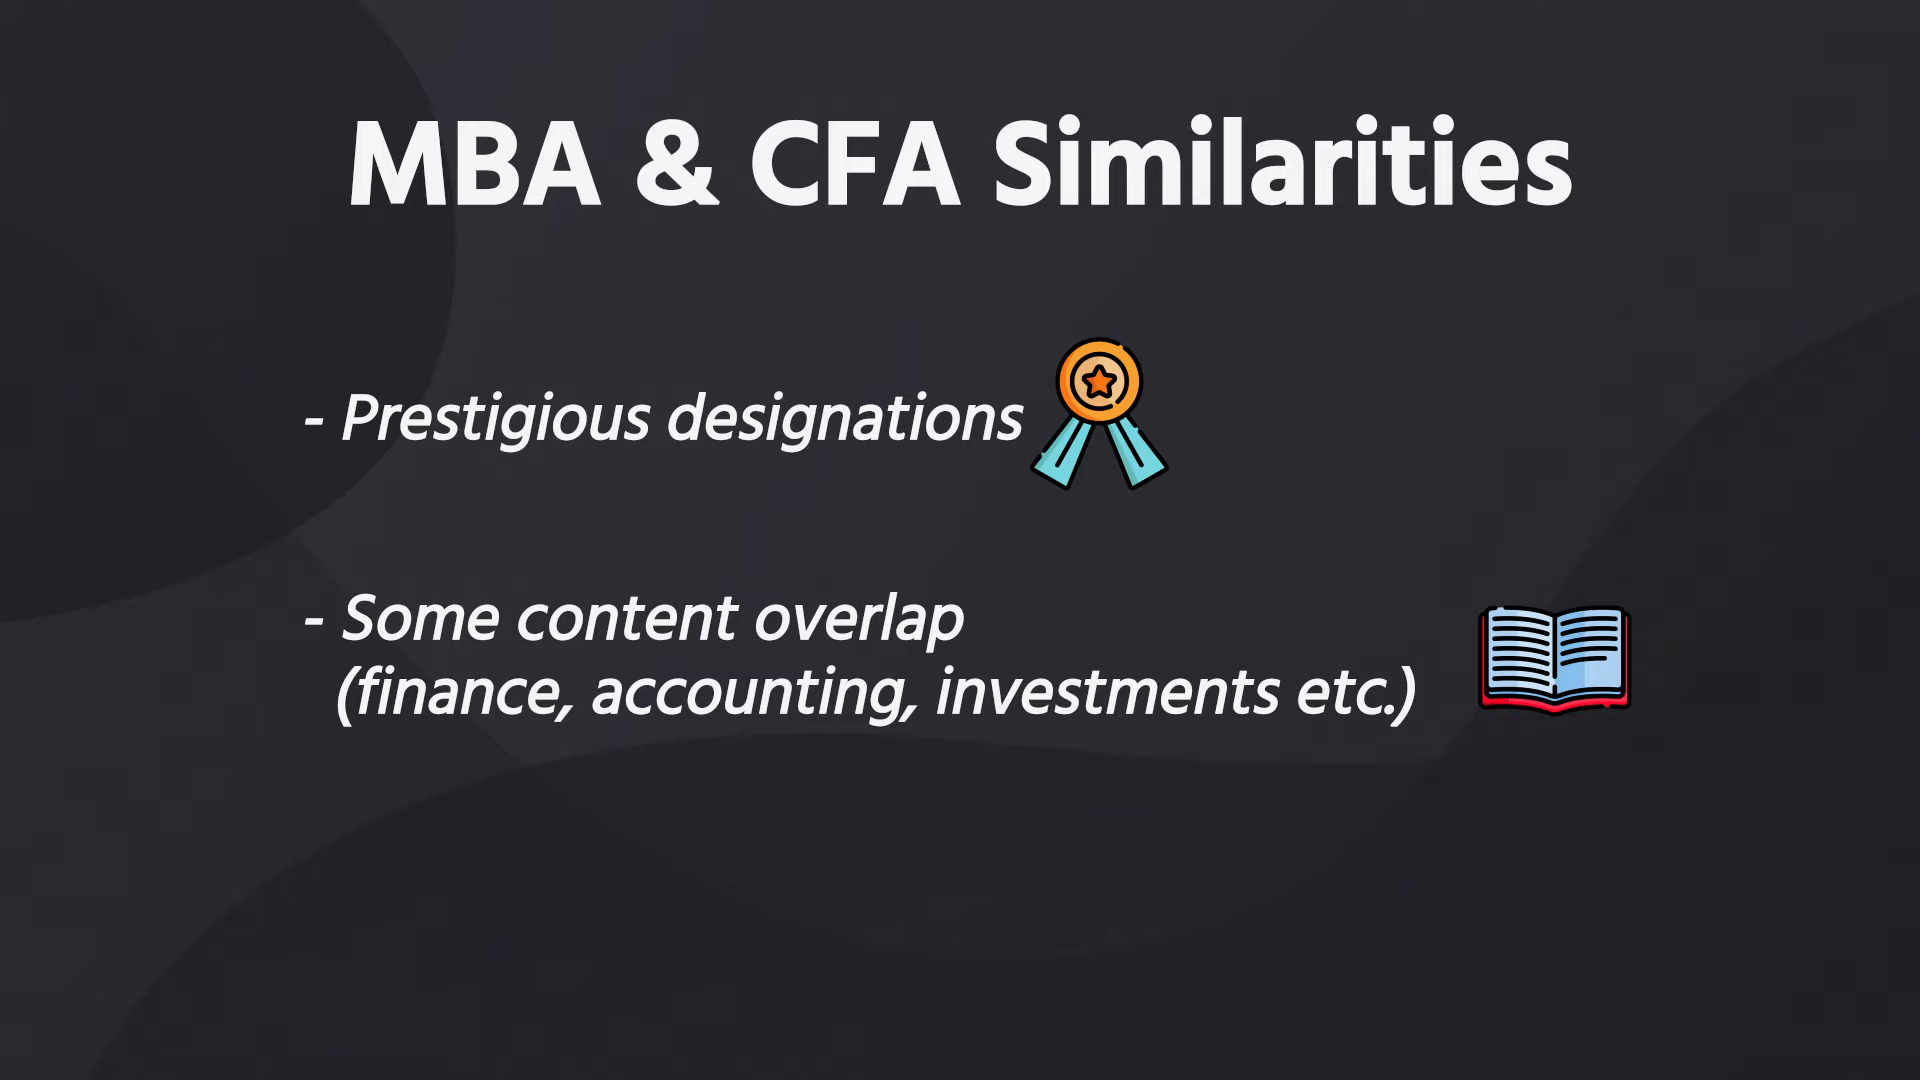 MBA & CFA Similarities
- Prestigious designations
- Some content overlap
(finance, accounting, investments etc.)